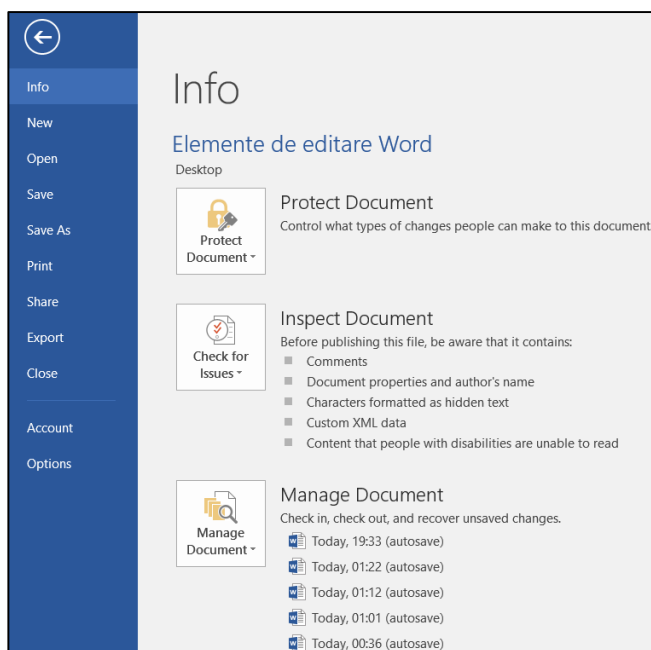 Info
New
Open
Save
Save As
Print
Share
Export
Close
Account
Options
Info
Elemente de editare Word
Desktop
Protect
Document
Protect Document
Control what types of changes people can make to this document
Check for
Issues
Inspect Document
Before publishing this file, be aware that it contains:
Comments
Document properties and author's name
Characters formatted as hidden text
Custom XML data
Content that people with disabilities are unable to read
Manage
Document
Manage Document
Check in, check out, and recover unsaved changes.
Today, 19:33 (autosave)
Today, 01:22 (autosave)
Today, 01:12 (autosave)
Today, 01:01 (autosave)
Today, 00:36 (autosave)